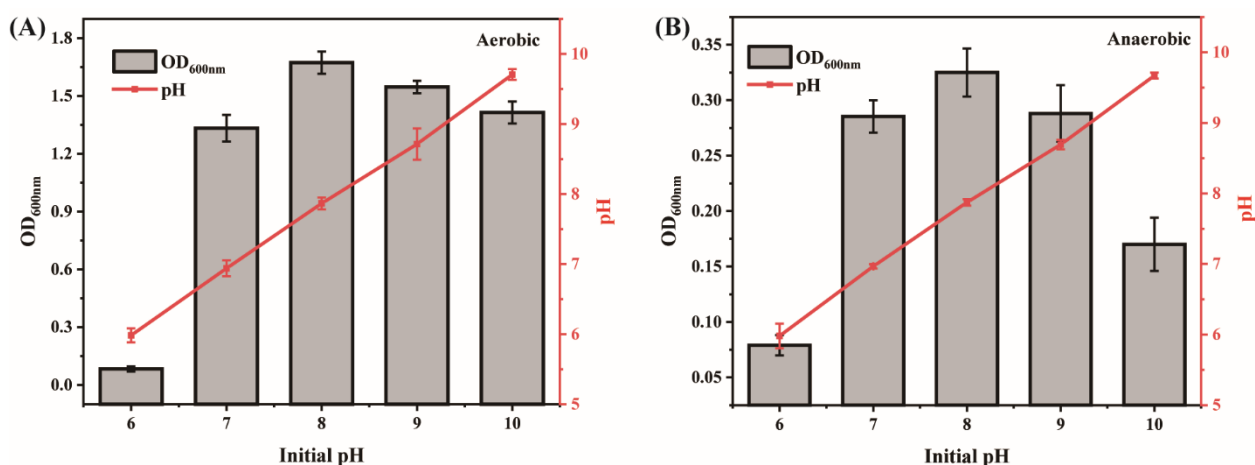 (A)
Aerobic
OD600nm
pH
1.8
1.5
1.2
0.9
0.6
0.3
0.0
OD600nm
10
9
8
7
6
5
pH
6 7 8 9 10
Initial pH
(B)
Anaerobic
OD600nm
pH
0.35
0.30
0.25
0.20
0.15
0.10
0.05
OD600nm
10
9
8
7
6
5
pH
6 7 8 9 10
Initial pH